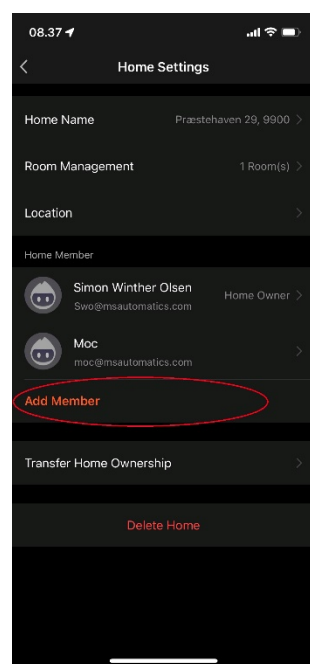 08.37
Home Settings
Home Name Præstehaven 29, 9900
Room Management 1 Room(s)
Location
Home Member
Simon Winther Olsen
Swo@msautomatics.com
Home Owner
Moc
moc@msautomatics.com
Add Member
Transfer Home Ownership
Delete Home